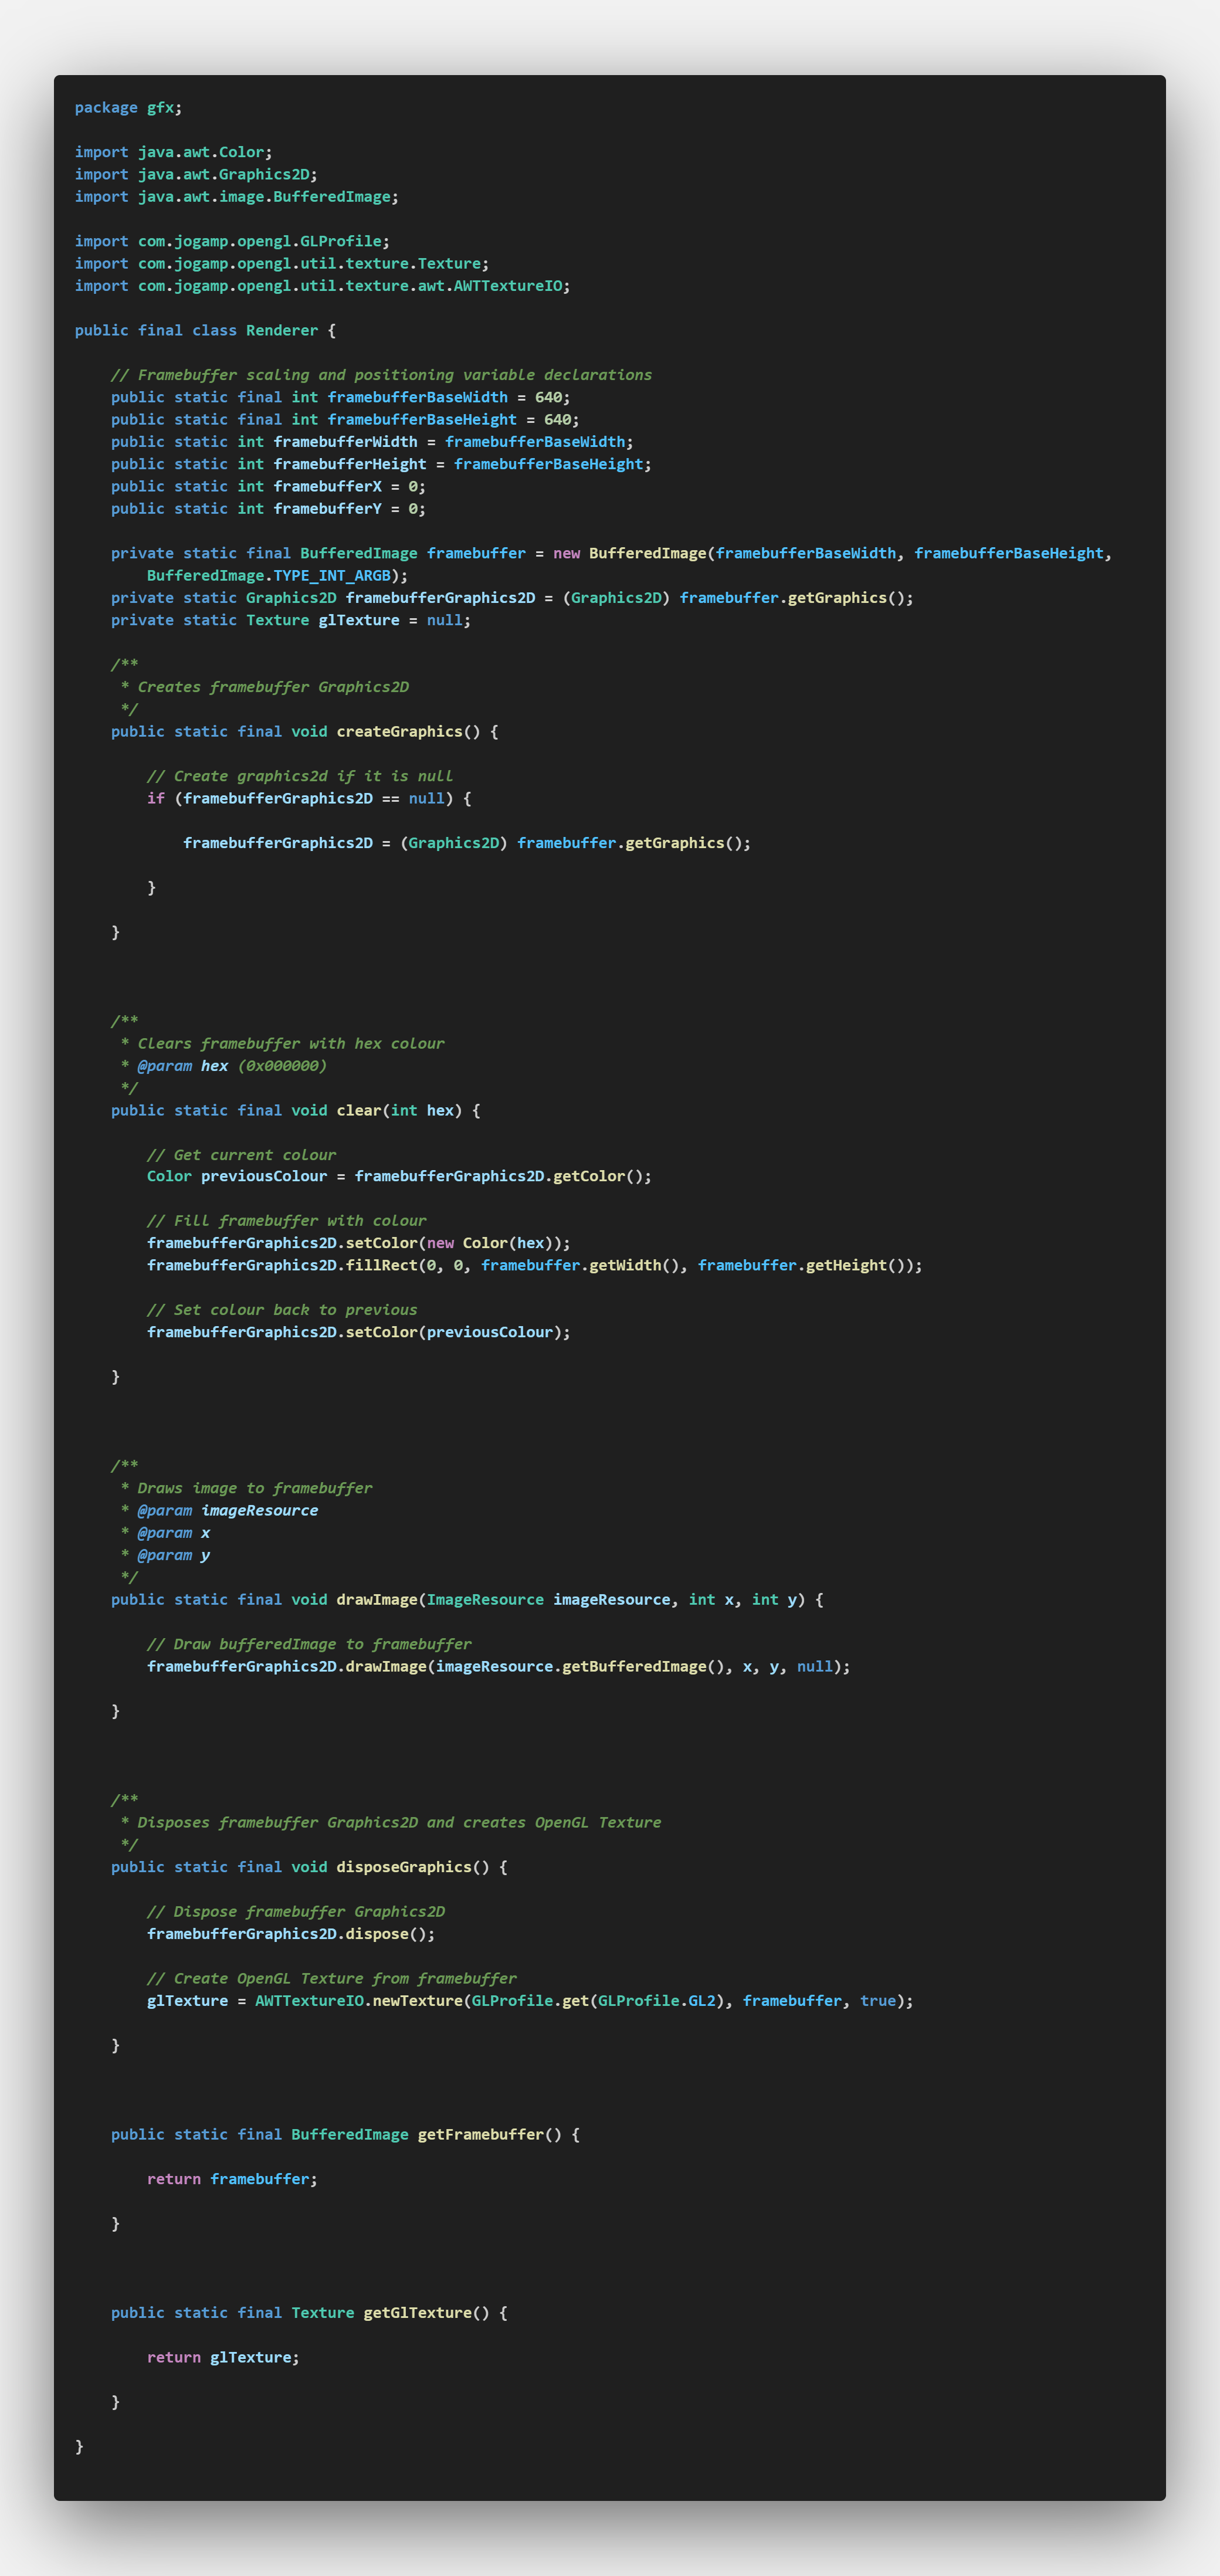 package gfx;

import java.awt.Color;
import java.awt.Graphics2D;
import java.awt.image.BufferedImage;

import com.jogamp.opengl.GLProfile;
import com.jogamp.opengl.util.texture.Texture;
import com.jogamp.opengl.util.texture.awt.AWTTextureIO;

public final class Renderer {

    // Framebuffer scaling and positioning variable declarations
    public static final int framebufferBaseWidth = 640;
    public static final int framebufferBaseHeight = 640;
    public static int framebufferWidth = framebufferBaseWidth;
    public static int framebufferHeight = framebufferBaseHeight;
    public static int framebufferX = 0;
    public static int framebufferY = 0;

    private static final BufferedImage framebuffer = new BufferedImage(framebufferBaseWidth, framebufferBaseHeight,
        BufferedImage.TYPE_INT_ARGB);
    private static Graphics2D framebufferGraphics2D = (Graphics2D) framebuffer.getGraphics();
    private static Texture glTexture = null;

    /**
     * Creates framebuffer Graphics2D
     */
    public static final void createGraphics() {

        // Create graphics2d if it is null
        if (framebufferGraphics2D == null) {

            framebufferGraphics2D = (Graphics2D) framebuffer.getGraphics();

        }

    }

    /**
     * Clears framebuffer with hex colour
     * @param hex (0x000000)
     */
    public static final void clear(int hex) {

        // Get current colour
        Color previousColour = framebufferGraphics2D.getColor();

        // Fill framebuffer with colour
        framebufferGraphics2D.setColor(new Color(hex));
        framebufferGraphics2D.fillRect(0, 0, framebuffer.getWidth(), framebuffer.getHeight());

        // Set colour back to previous
        framebufferGraphics2D.setColor(previousColour);

    }

    /**
     * Draws image to framebuffer
     * @param imageResource
     * @param x
     * @param y
     */
    public static final void drawImage(ImageResource imageResource, int x, int y) {

        // Draw bufferedImage to framebuffer
        framebufferGraphics2D.drawImage(imageResource.getBufferedImage(), x, y, null);

    }

    /**
     * Disposes framebuffer Graphics2D and creates OpenGL Texture
     */
    public static final void disposeGraphics() {

        // Dispose framebuffer Graphics2D
        framebufferGraphics2D.dispose();

        // Create OpenGL Texture from framebuffer
        glTexture = AWTTextureIO.newTexture(GLProfile.get(GLProfile.GL2), framebuffer, true);

    }

    public static final BufferedImage getFramebuffer() {

        return framebuffer;

    }

    public static final Texture getGlTexture() {

        return glTexture;

    }

}